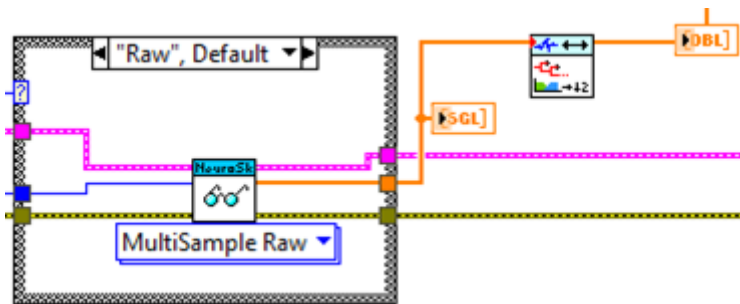 "Raw", Default
?
DBL]
SGL]
NeuroSk
MultiSample Raw